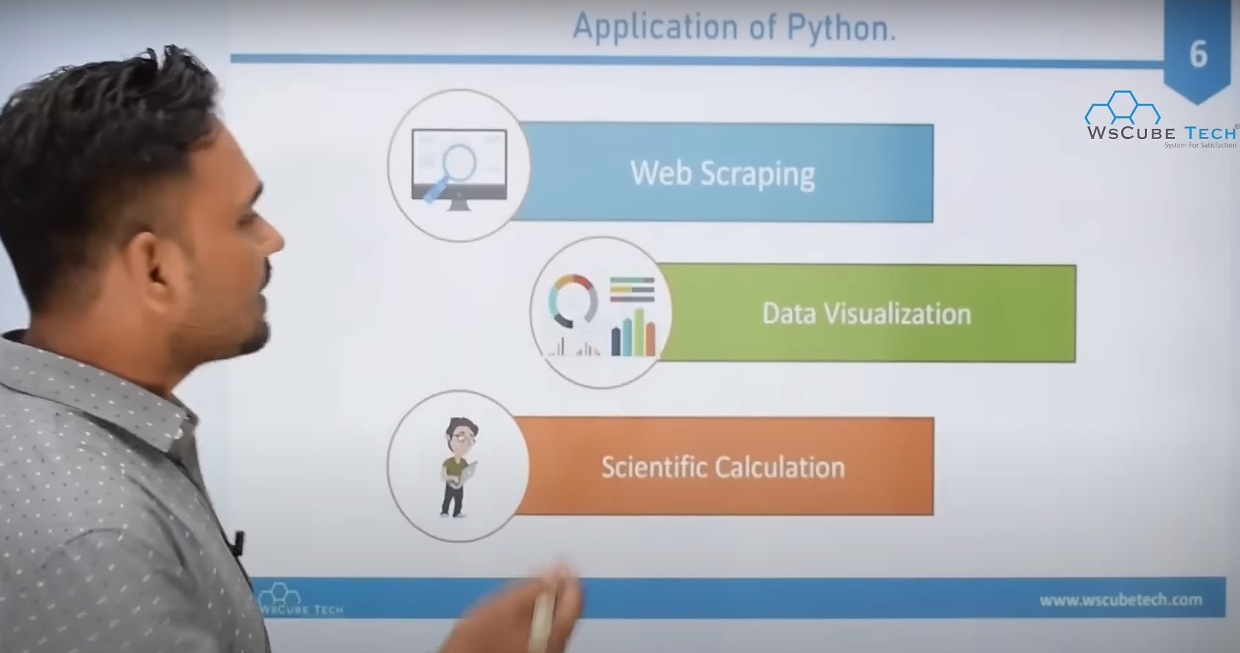 Application of Python.
6
WsCube Tech
System For Satisfaction
Web Scraping
Data Visualization
Scientific Calculation
WsCube Tech
www.wscubetech.com